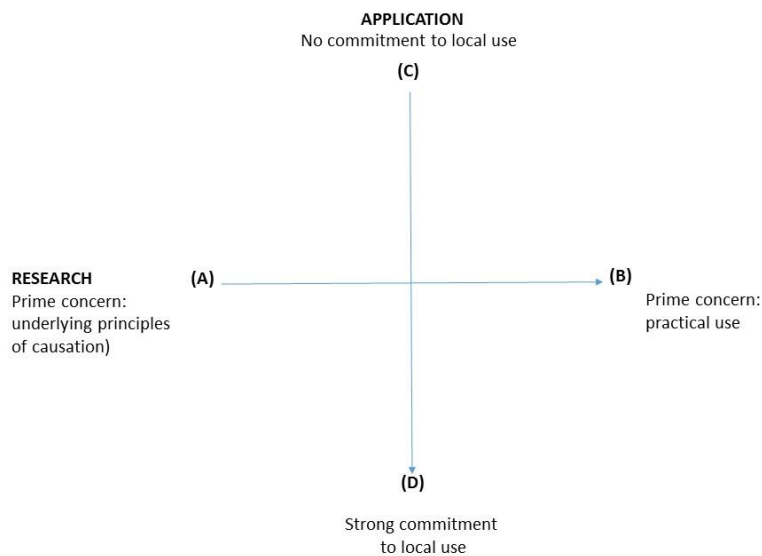 APPLICATION
No commitment to local use
(C)
RESEARCH
Prime concern:
underlying principles
of causation)
(A)
(B)
Prime concern:
practical use
(D)
Strong commitment
to local use